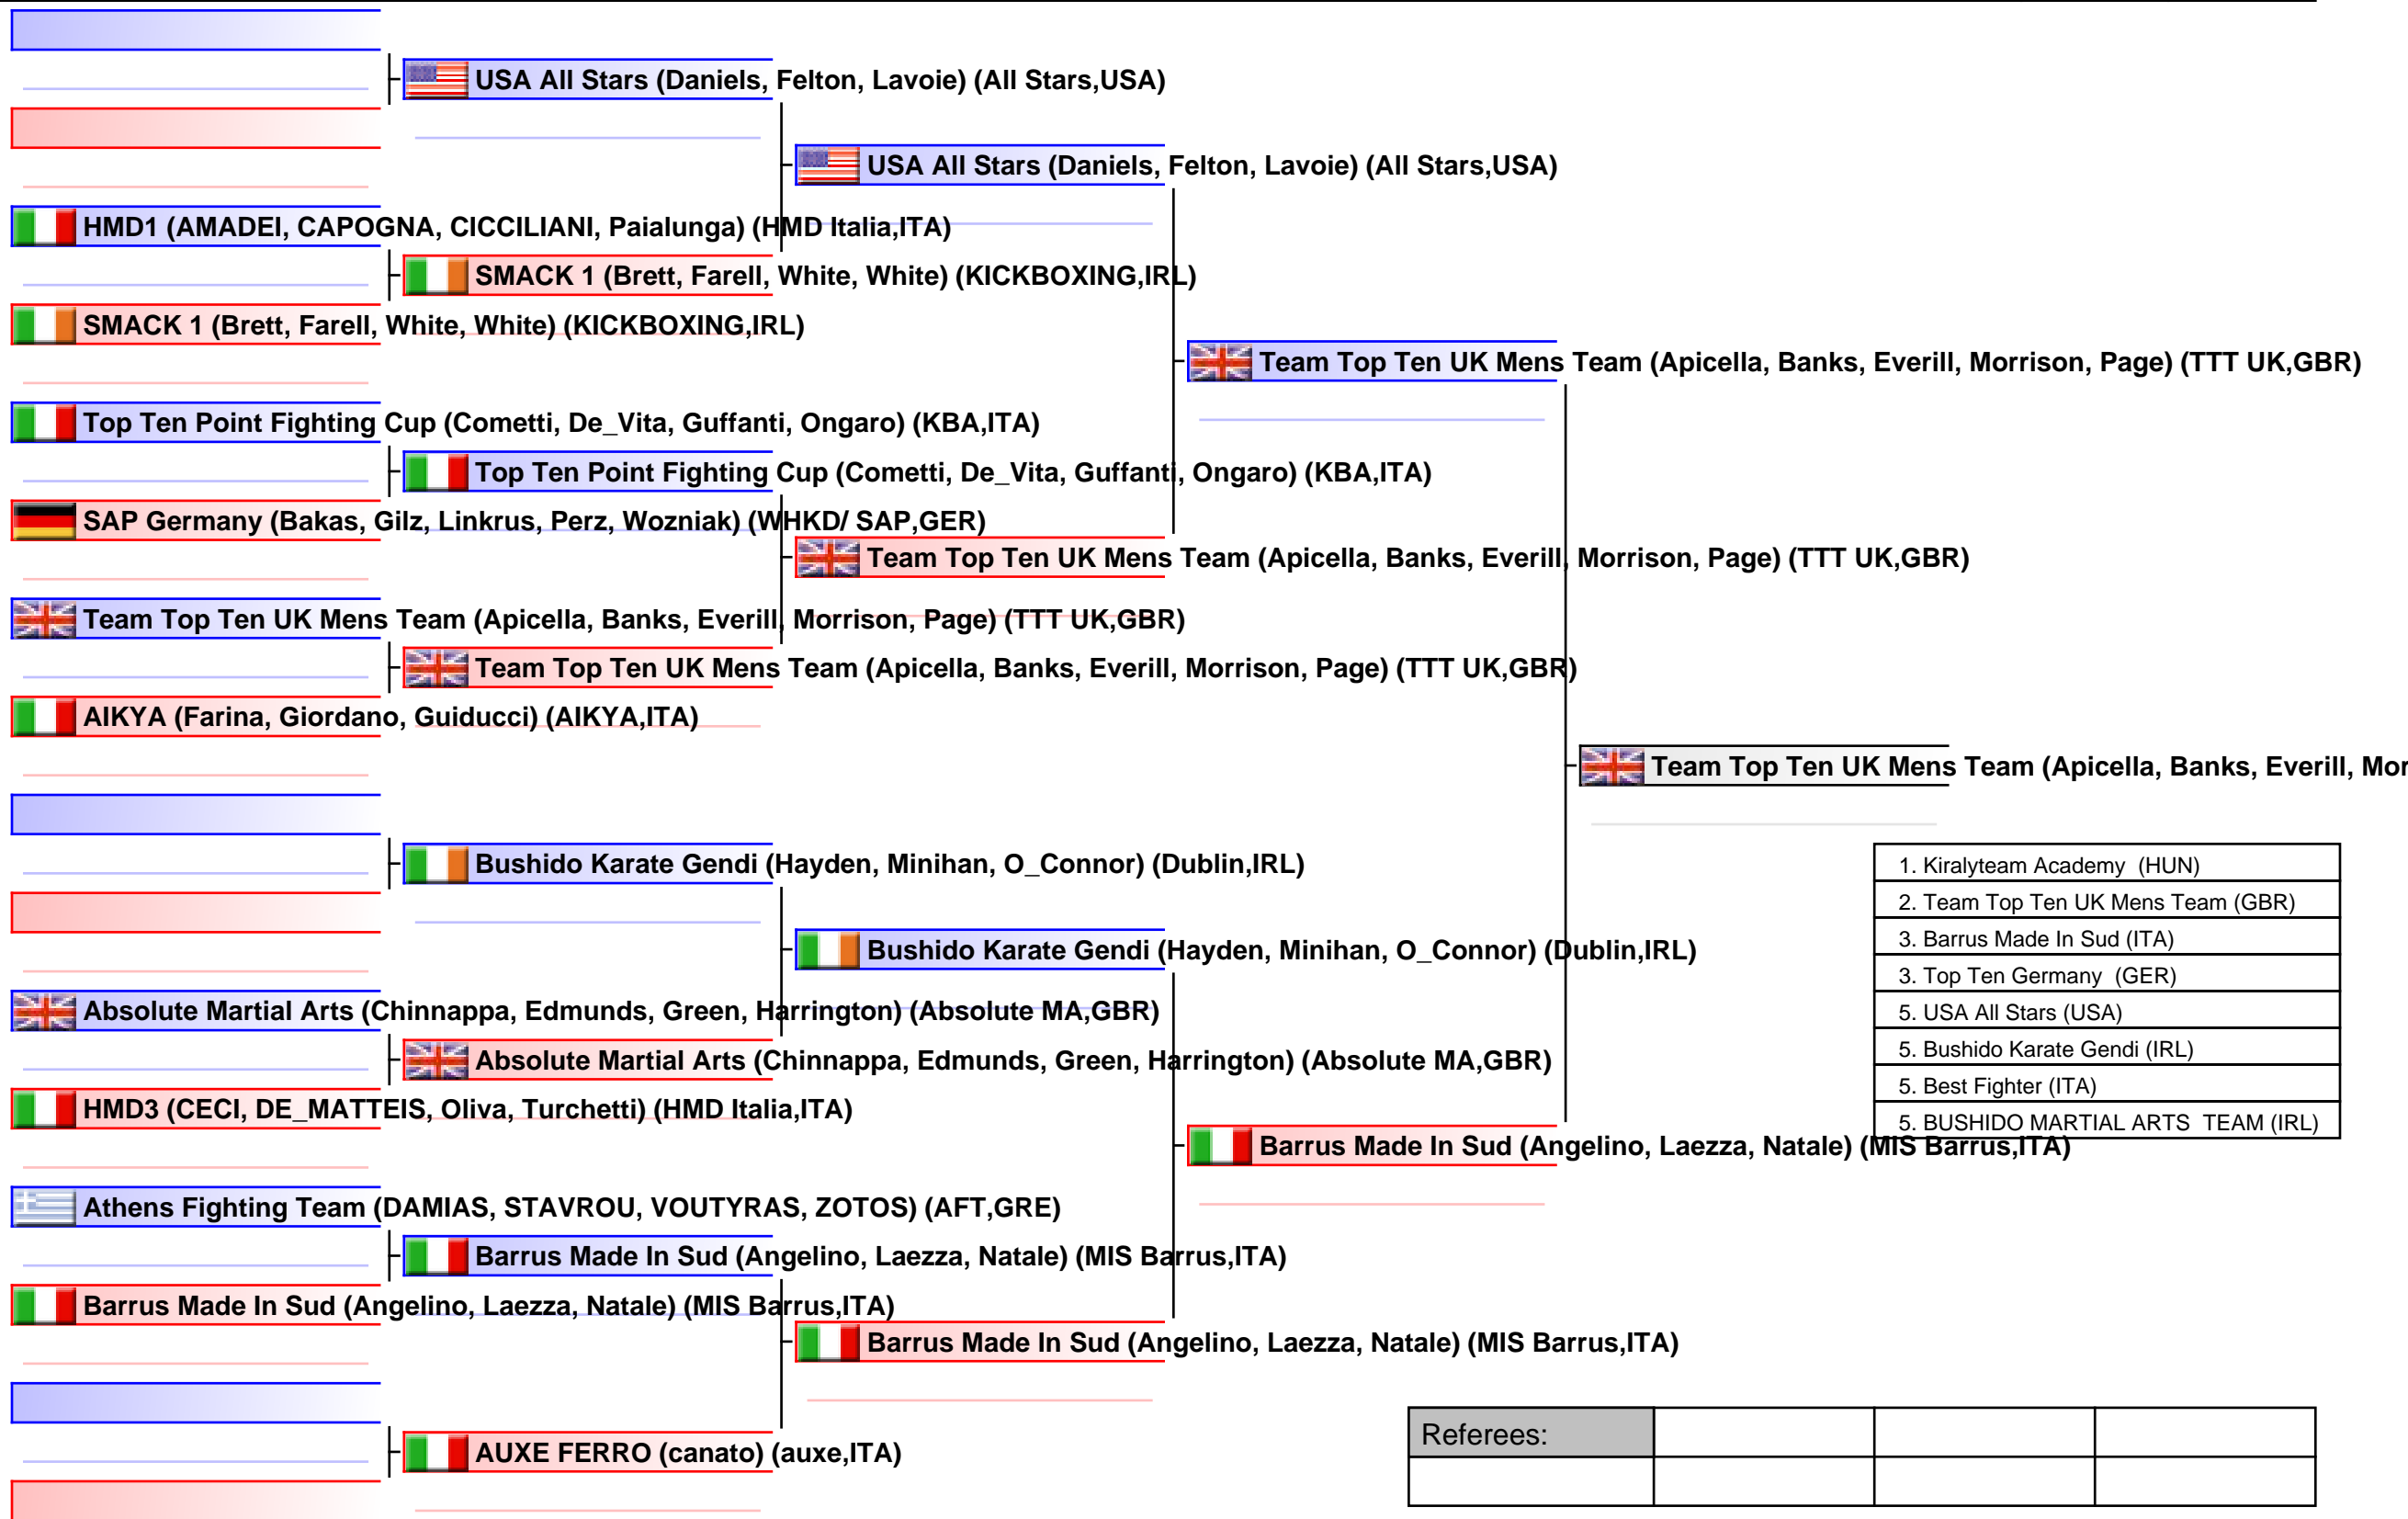 USA All Stars (Daniels, Felton, Lavoie) (All Stars,USA)
USA All Stars (Daniels, Felton, Lavoie) (All Stars,USA)
HMD1 (AMADEI, CAPOGNA, CICCILIANI, Paialunga) (HMD Italia,ITA)
SMACK 1 (Brett, Farell, White, White) (KICKBOXING,IRL)
SMACK 1 (Brett, Farell, White, White) (KICKBOXING,IRL)
Team Top Ten UK Mens Team (Apicella, Banks, Everill, Morrison, Page) (TTT UK,GBR)
Top Ten Point Fighting Cup (Cometti, De_Vita, Guffanti, Ongaro) (KBA,ITA)
Top Ten Point Fighting Cup (Cometti, De_Vita, Guffanti, Ongaro) (KBA,ITA)
SAP Germany (Bakas, Gilz, Linkrus, Perz, Wozniak) (WHKD/ SAP,GER)
Team Top Ten UK Mens Team (Apicella, Banks, Everill, Morrison, Page) (TTT UK,GBR)
Team Top Ten UK Mens Team (Apicella, Banks, Everill, Morrison, Page) (TTT UK,GBR)
Team Top Ten UK Mens Team (Apicella, Banks, Everill, Morrison, Page) (TTT UK,GBR)
AIKYA (Farina, Giordano, Guiducci) (AIKYA,ITA)
Team Top Ten UK Mens Team (Apicella, Banks, Everill, Mor
Bushido Karate Gendi (Hayden, Minihan, O_Connor) (Dublin,IRL)
1. Kiralyteam Academy (HUN)
2. Team Top Ten UK Mens Team (GBR)
3. Barrus Made In Sud (ITA)
3. Top Ten Germany (GER)
5. USA All Stars (USA)
5. Bushido Karate Gendi (IRL)
5. Best Fighter (ITA)
5. BUSHIDO MARTIAL ARTS TEAM (IRL)
Bushido Karate Gendi (Hayden, Minihan, O_Connor) (Dublin,IRL)
Absolute Martial Arts (Chinnappa, Edmunds, Green, Harrington) (Absolute MA,GBR)
Absolute Martial Arts (Chinnappa, Edmunds, Green, Harrington) (Absolute MA,GBR)
HMD3 (CECI, DE_MATTEIS, Oliva, Turchetti) (HMD Italia,ITA)
Barrus Made In Sud (Angelino, Laezza, Natale) (MIS Barrus,ITA)
Athens Fighting Team (DAMIAS, STAVROU, VOUTYRAS, ZOTOS) (AFT,GRE)
Barrus Made In Sud (Angelino, Laezza, Natale) (MIS Barrus,ITA)
Barrus Made In Sud (Angelino, Laezza, Natale) (MIS Barrus,ITA)
Barrus Made In Sud (Angelino, Laezza, Natale) (MIS Barrus,ITA)
AUXE FERRO (canato) (auxe,ITA)
Referees: